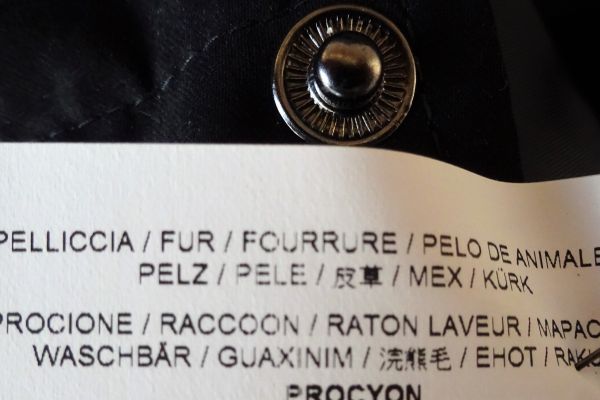 PELLICCIA / FUR / FOURRURE / PELO DE ANIMALE
PELZ / PELE / 皮草 / MEX / KÜRK
PROCIONE / RACCOON / RATON LAVEUR / MAPAC
WASCHBÄR / GUAXINIM / 浣熊毛 / EHOT /
PROCYON